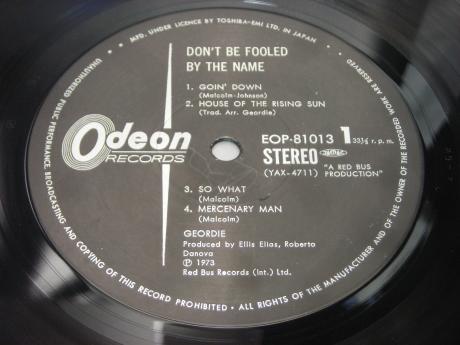 MFD. UNDER LICENCE BY TOSHIBA-EMI LTD. IN JAPAN
DON'T BE FOOLED
BY THE NAME
1. GOIN' DOWN
(Malcolm-Johnson)
2. HOUSE OF THE RISING SUN
(Trad. Arr. Geordie)
Odeon
RECORDS
EOP-81013 1 33⅓ r. p. m.
STEREO
(YAX-4711)
"A RED BUS
PRODUCTION"
3. SO WHAT
(Malcolm)
4. MERCENARY MAN
(Malcolm)
GEORDIE
Produced by Ellis Elias, Roberto
Danova
Ⓟ 1973
Red Bus Records (Int.) Ltd.
UNAUTHORIZED PUBLIC PERFORMANCE, BROADCASTING AND COPYING OF THIS RECORD PROHIBITED • ALL RIGHTS OF THE MANUFACTURER AND OF THE OWNER OF THE RECORDED WORK ARE RESERVED